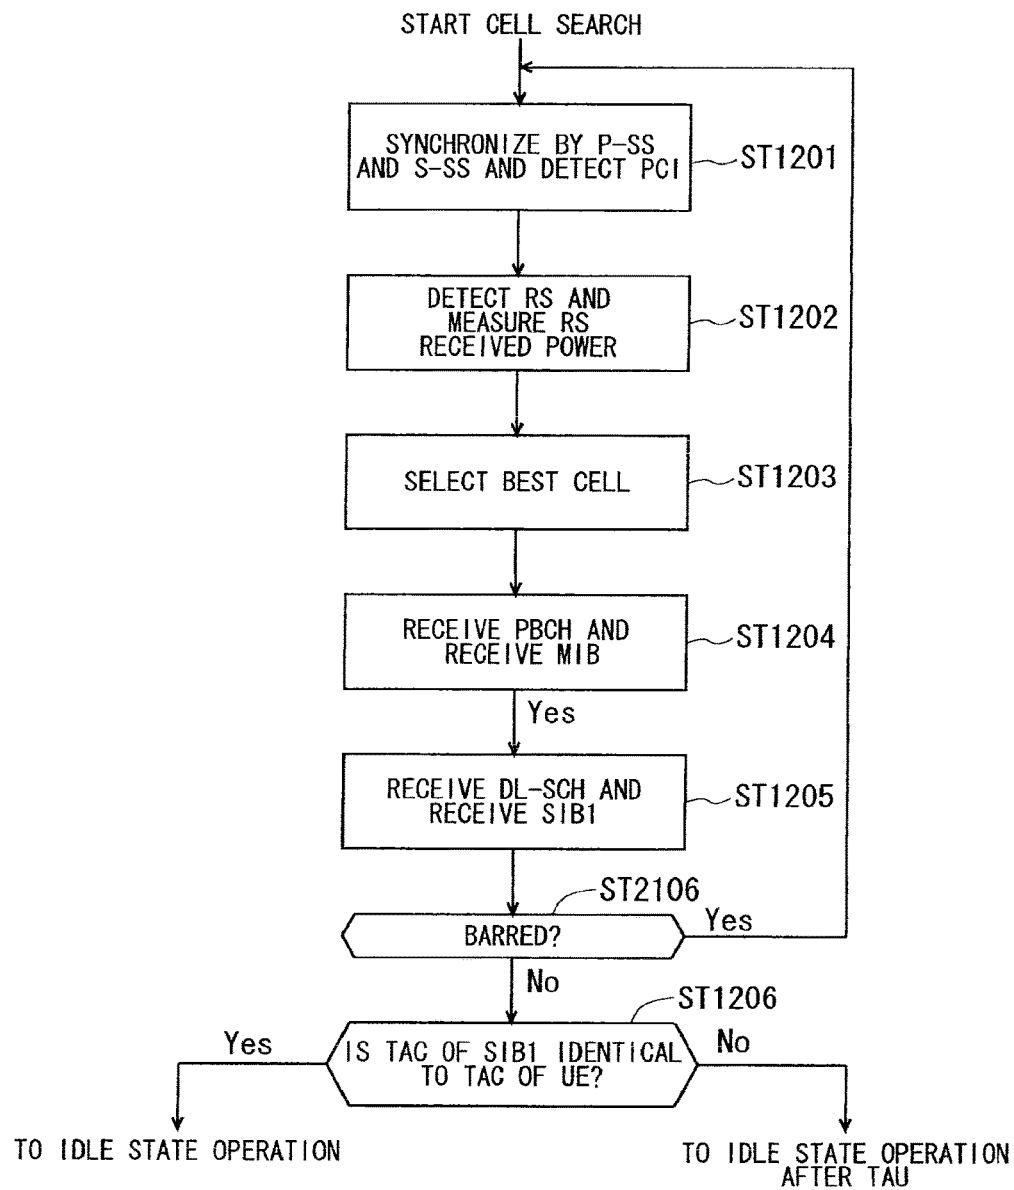 START CELL SEARCH
SYNCHRONIZE BY P-SS
AND S-SS AND DETECT PCI
ST1201
DETECT RS AND
MEASURE RS
RECEIVED POWER
ST1202
SELECT BEST CELL
ST1203
RECEIVE PBCH AND
RECEIVE MIB
ST1204
Yes
RECEIVE DL-SCH AND
RECEIVE SIB1
ST1205
ST2106
BARRED?
Yes
No
ST1206
IS TAC OF SIB1 IDENTICAL
TO TAC OF UE?
Yes
No
TO IDLE STATE OPERATION
TO IDLE STATE OPERATION
AFTER TAU